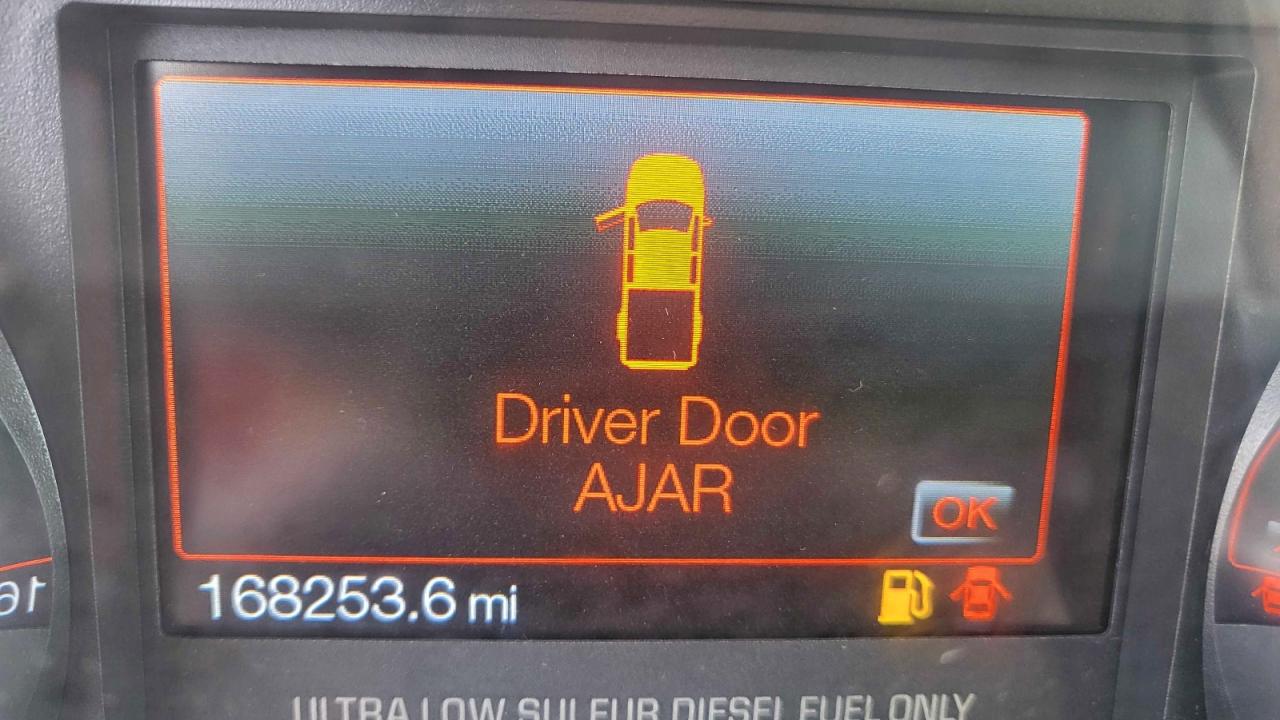 Driver Door
AJAR
OK
168253.6 mi
ULTRA LOW SULFUR DIESEL FUEL ONLY